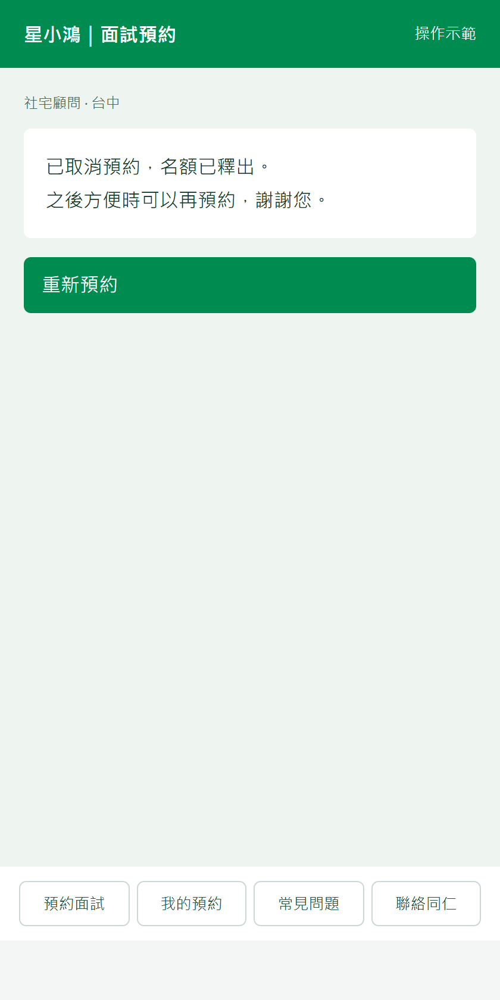 星小鴻｜面試預約
操作示範
社宅顧問 · 台中
已取消預約，名額已釋出。
之後方便時可以再預約，謝謝您。
重新預約
預約面試
我的預約
常見問題
聯絡同仁